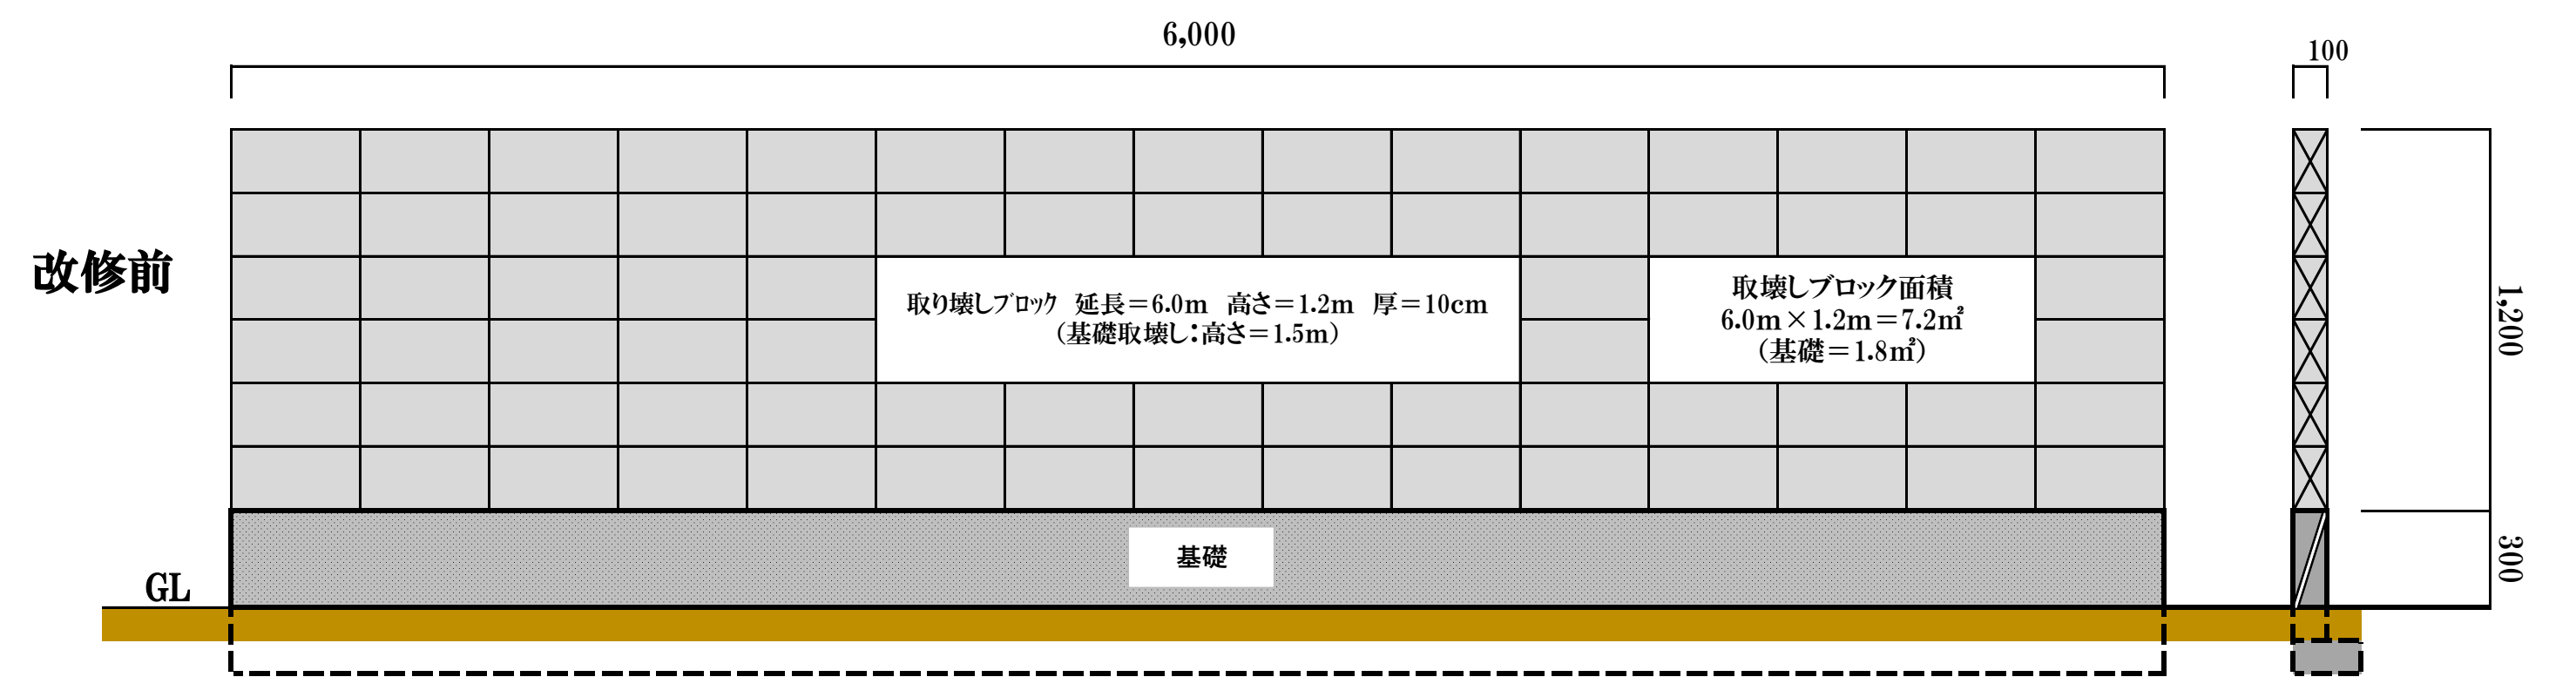 6,000
100
改修前
取り壊しブロック 延長＝6.0m 高さ＝1.2m 厚＝10cm
（基礎取壊し：高さ＝1.5m）
取壊しブロック面積
6.0m×1.2m＝7.2㎡
（基礎＝1.8㎡）
1,200
基礎
300
GL